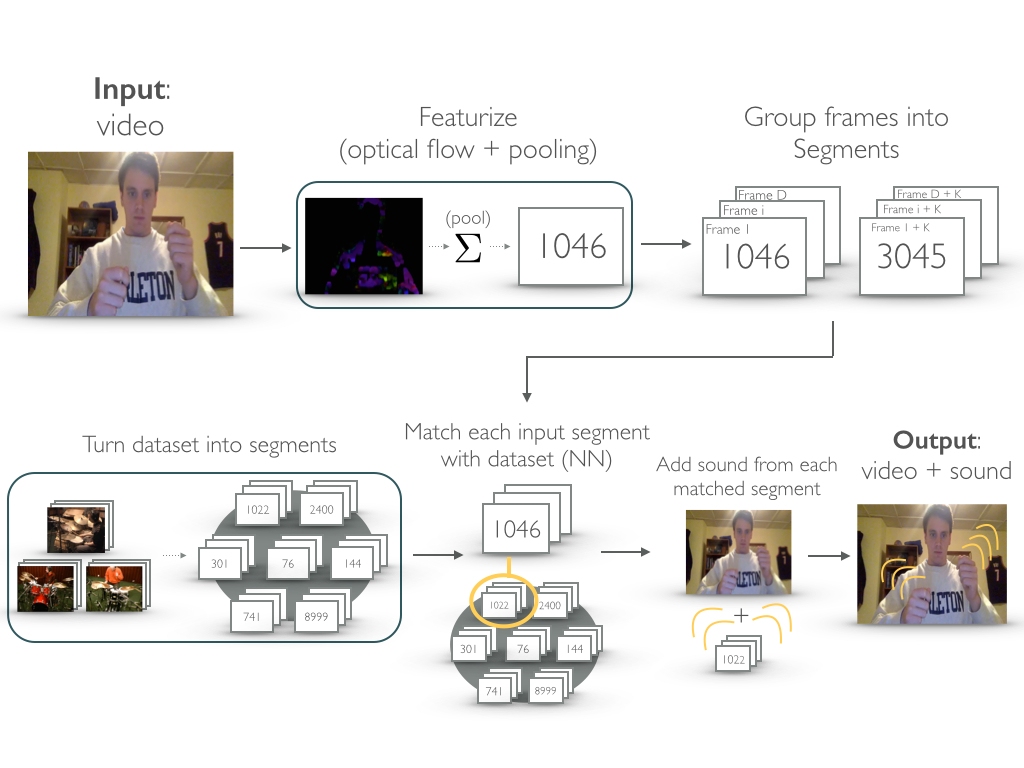 Input:
video
Featurize
(optical flow + pooling)
(pool)
Σ
1046
Group frames into
Segments
Frame D
Frame i
Frame 1
1046
Frame D + K
Frame i + K
Frame 1 + K
3045
LETON
Turn dataset into segments
1022
2400
301
76
144
741
8999
Match each input segment
with dataset (NN)
1046
1022
2400
301
76
144
741
8999
Add sound from each
matched segment
LETON
+
1022
Output:
video + sound
LETON